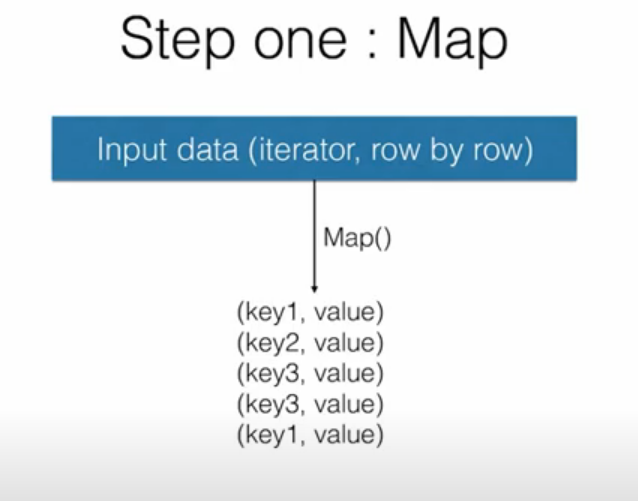 Step one : Map
Input data (iterator, row by row)
Map()
(key1, value)
(key2, value)
(key3, value)
(key3, value)
(key1, value)